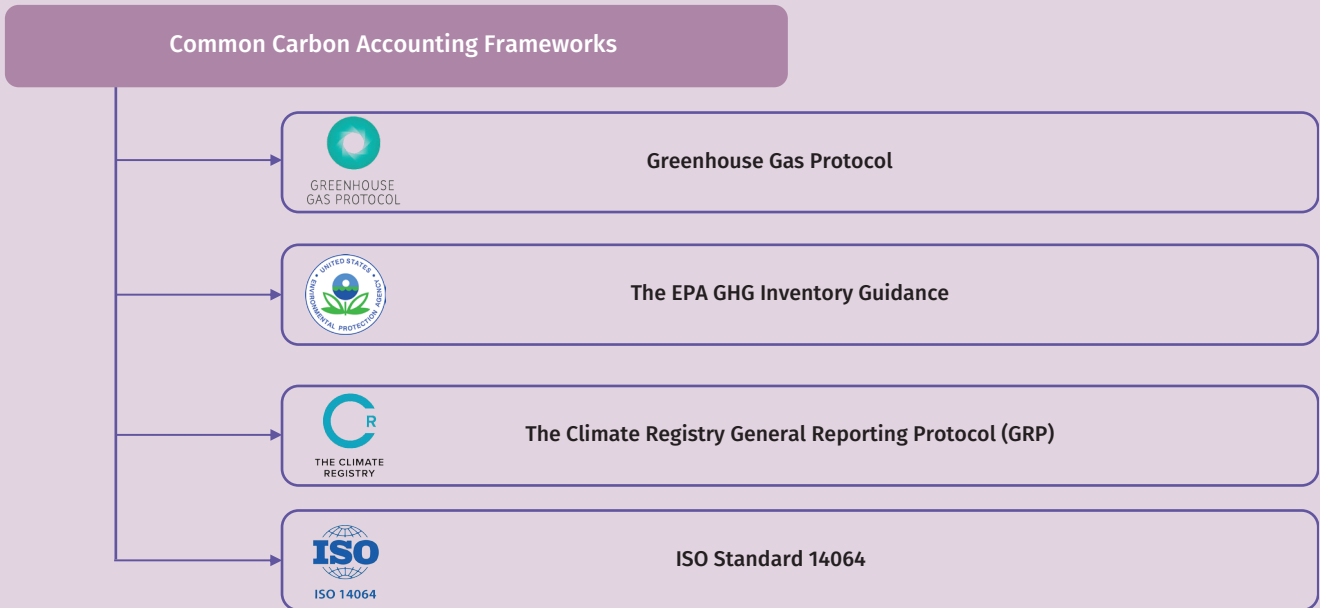 Common Carbon Accounting Frameworks
GREENHOUSE
GAS PROTOCOL
Greenhouse Gas Protocol
UNITED STATES
ENVIRONMENTAL PROTECTION AGENCY
The EPA GHG Inventory Guidance
R
THE CLIMATE
REGISTRY
The Climate Registry General Reporting Protocol (GRP)
ISO
ISO 14064
ISO Standard 14064